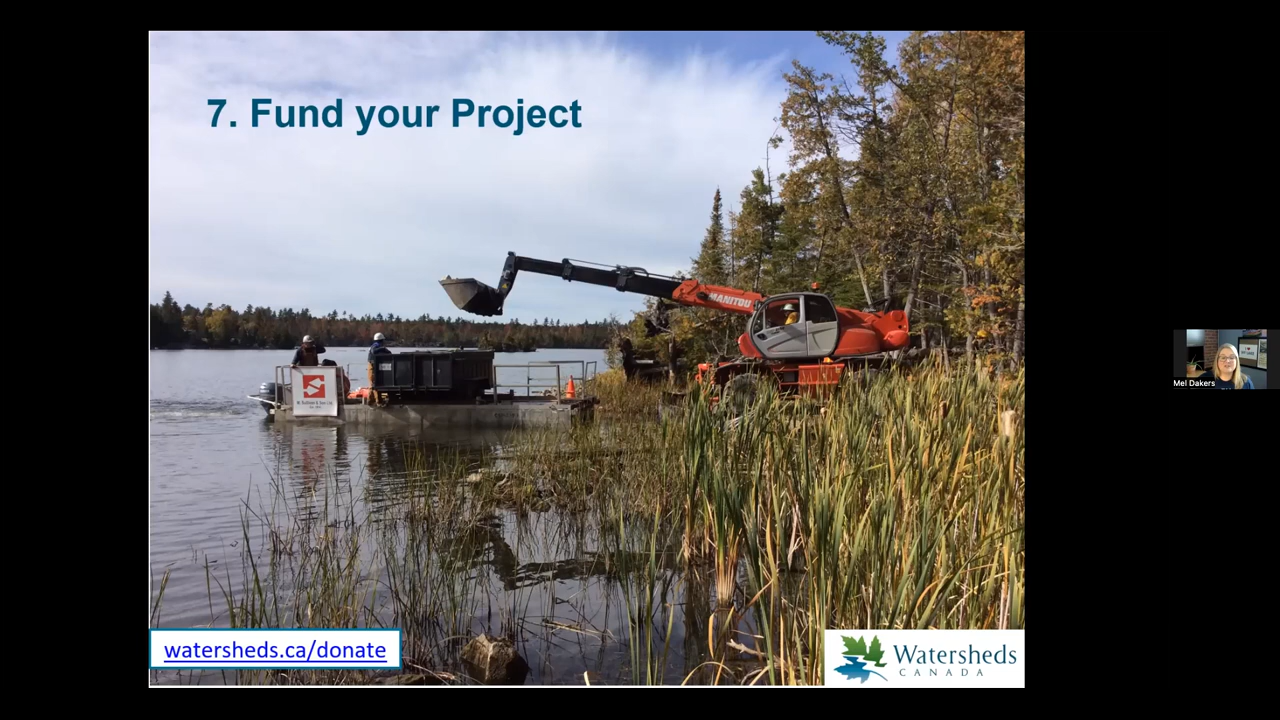 7. Fund your Project
MANITOU
Mel Dakers
watersheds.ca/donate
Watersheds
CANADA